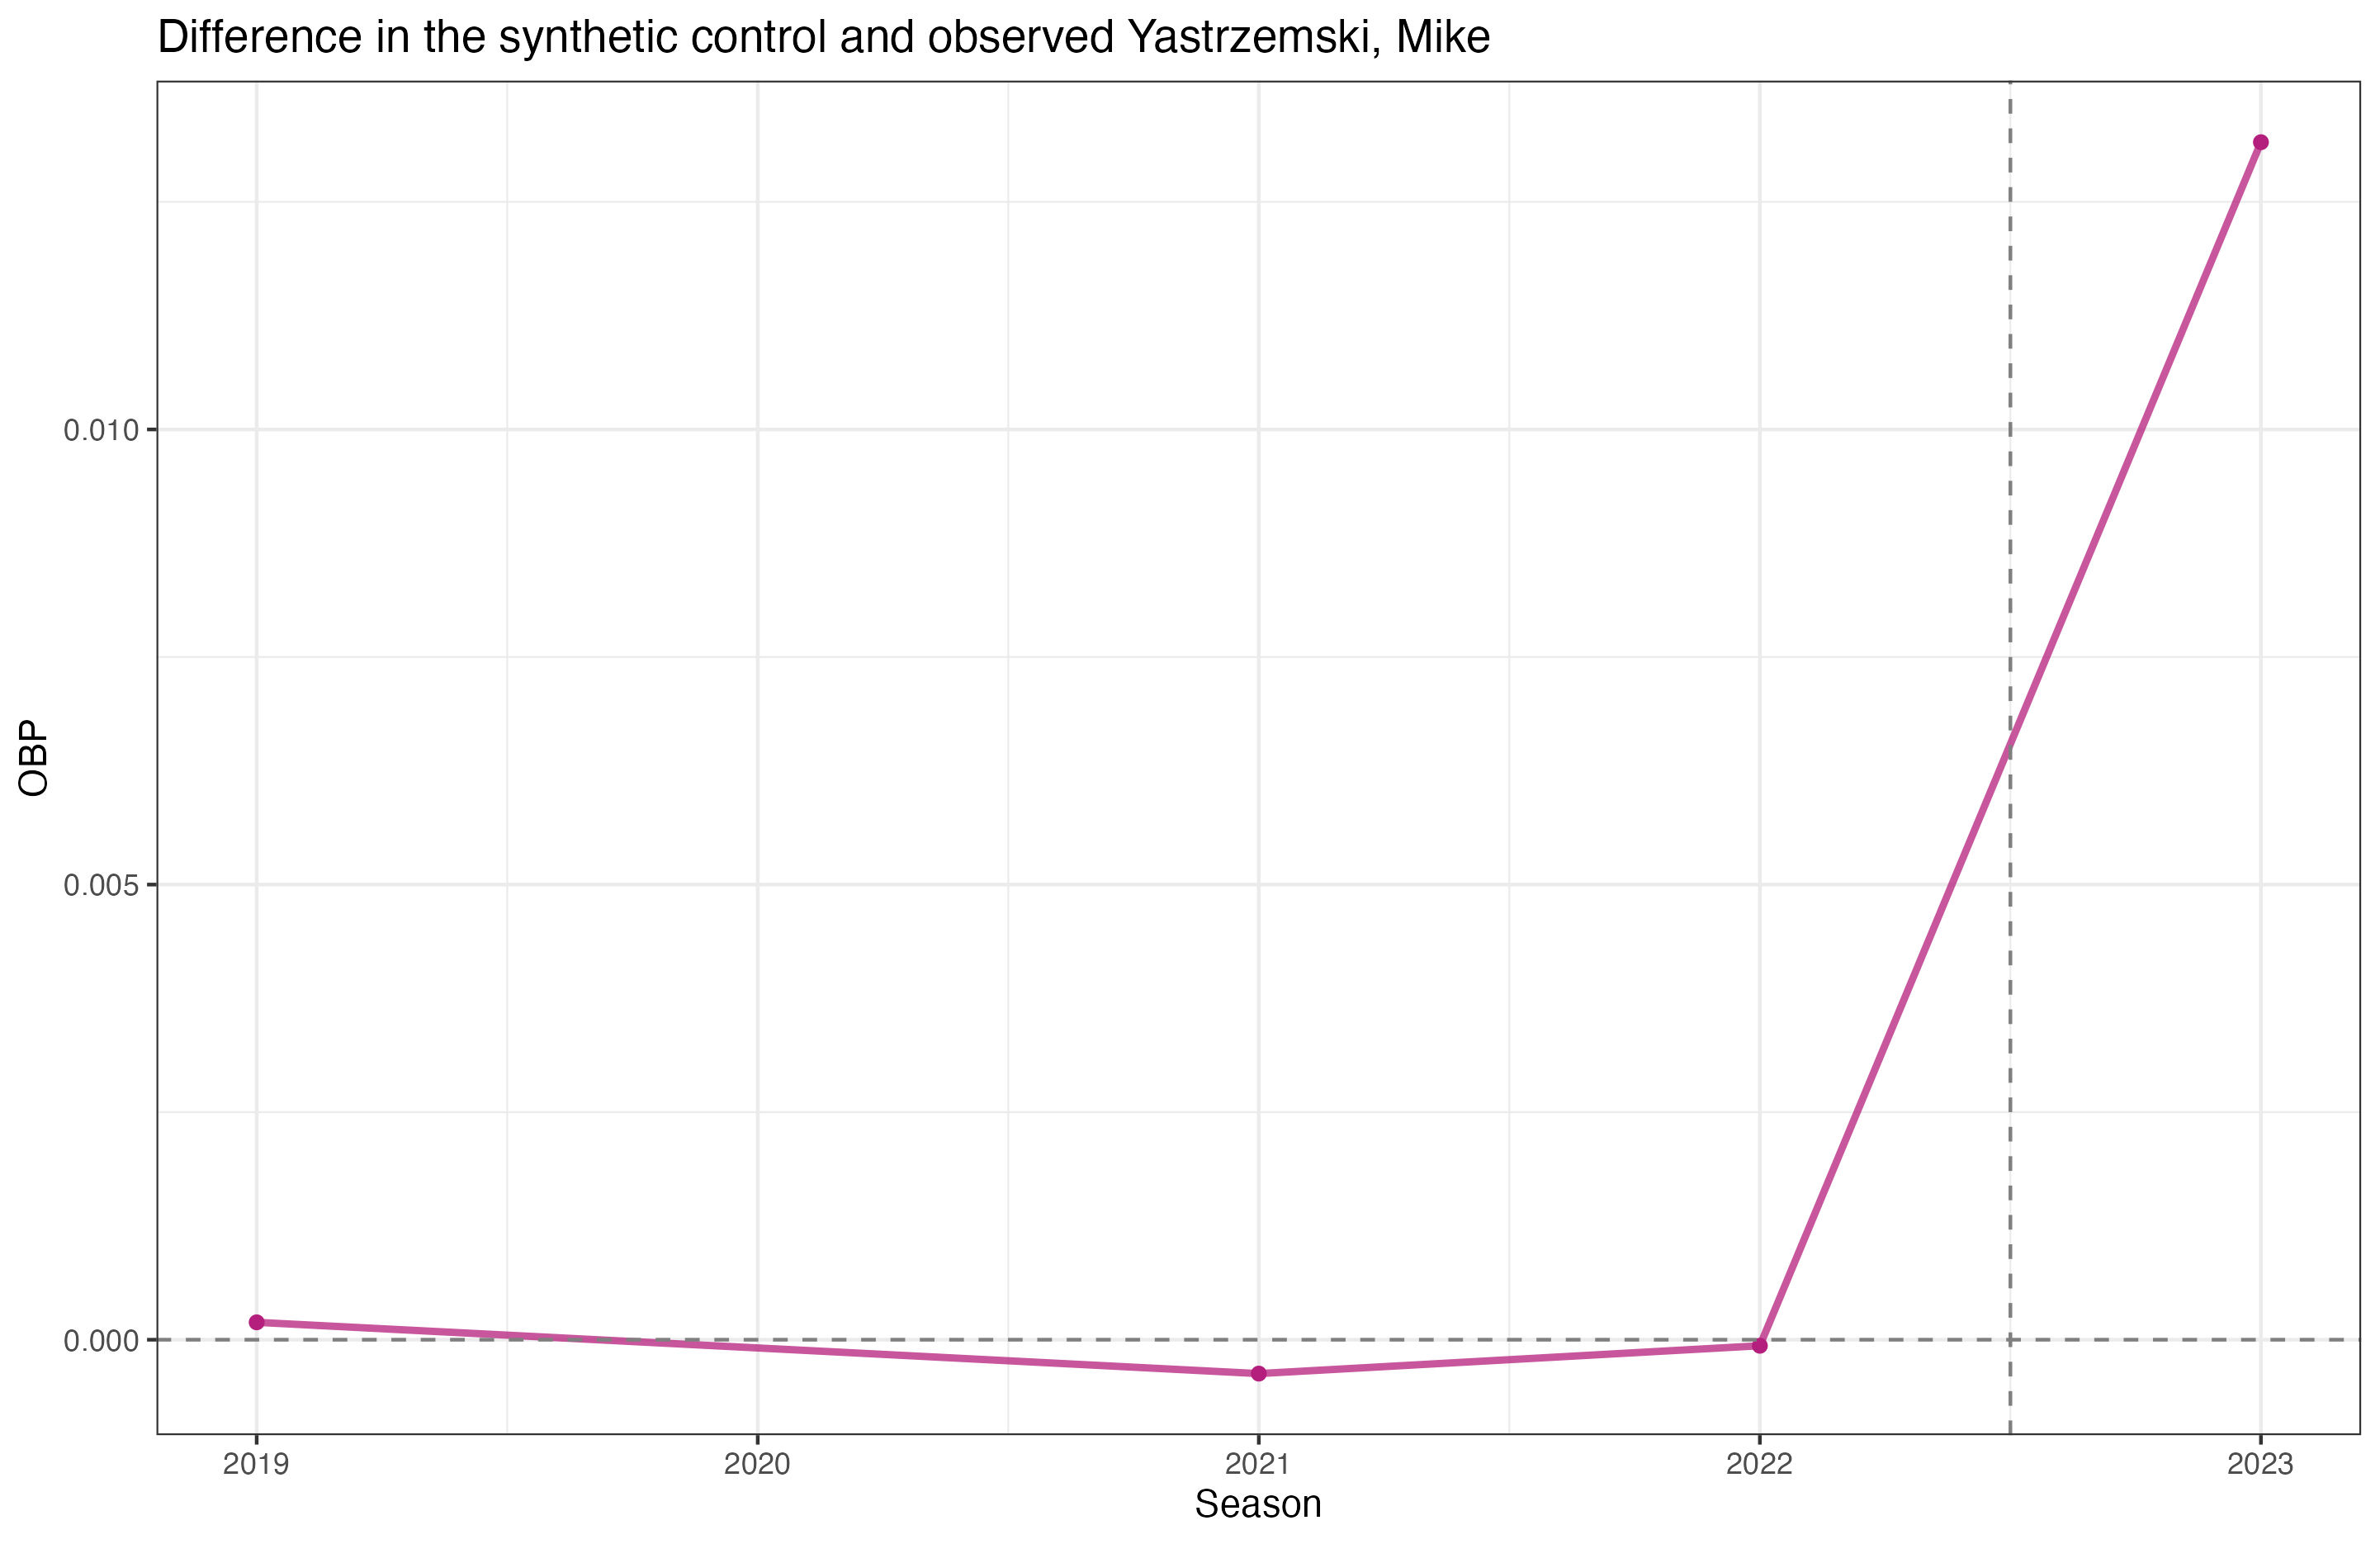 Difference in the synthetic control and observed Yastrzemski, Mike
OBP
0.010
0.005
0.000
2019 2020 2021 2022 2023
Season